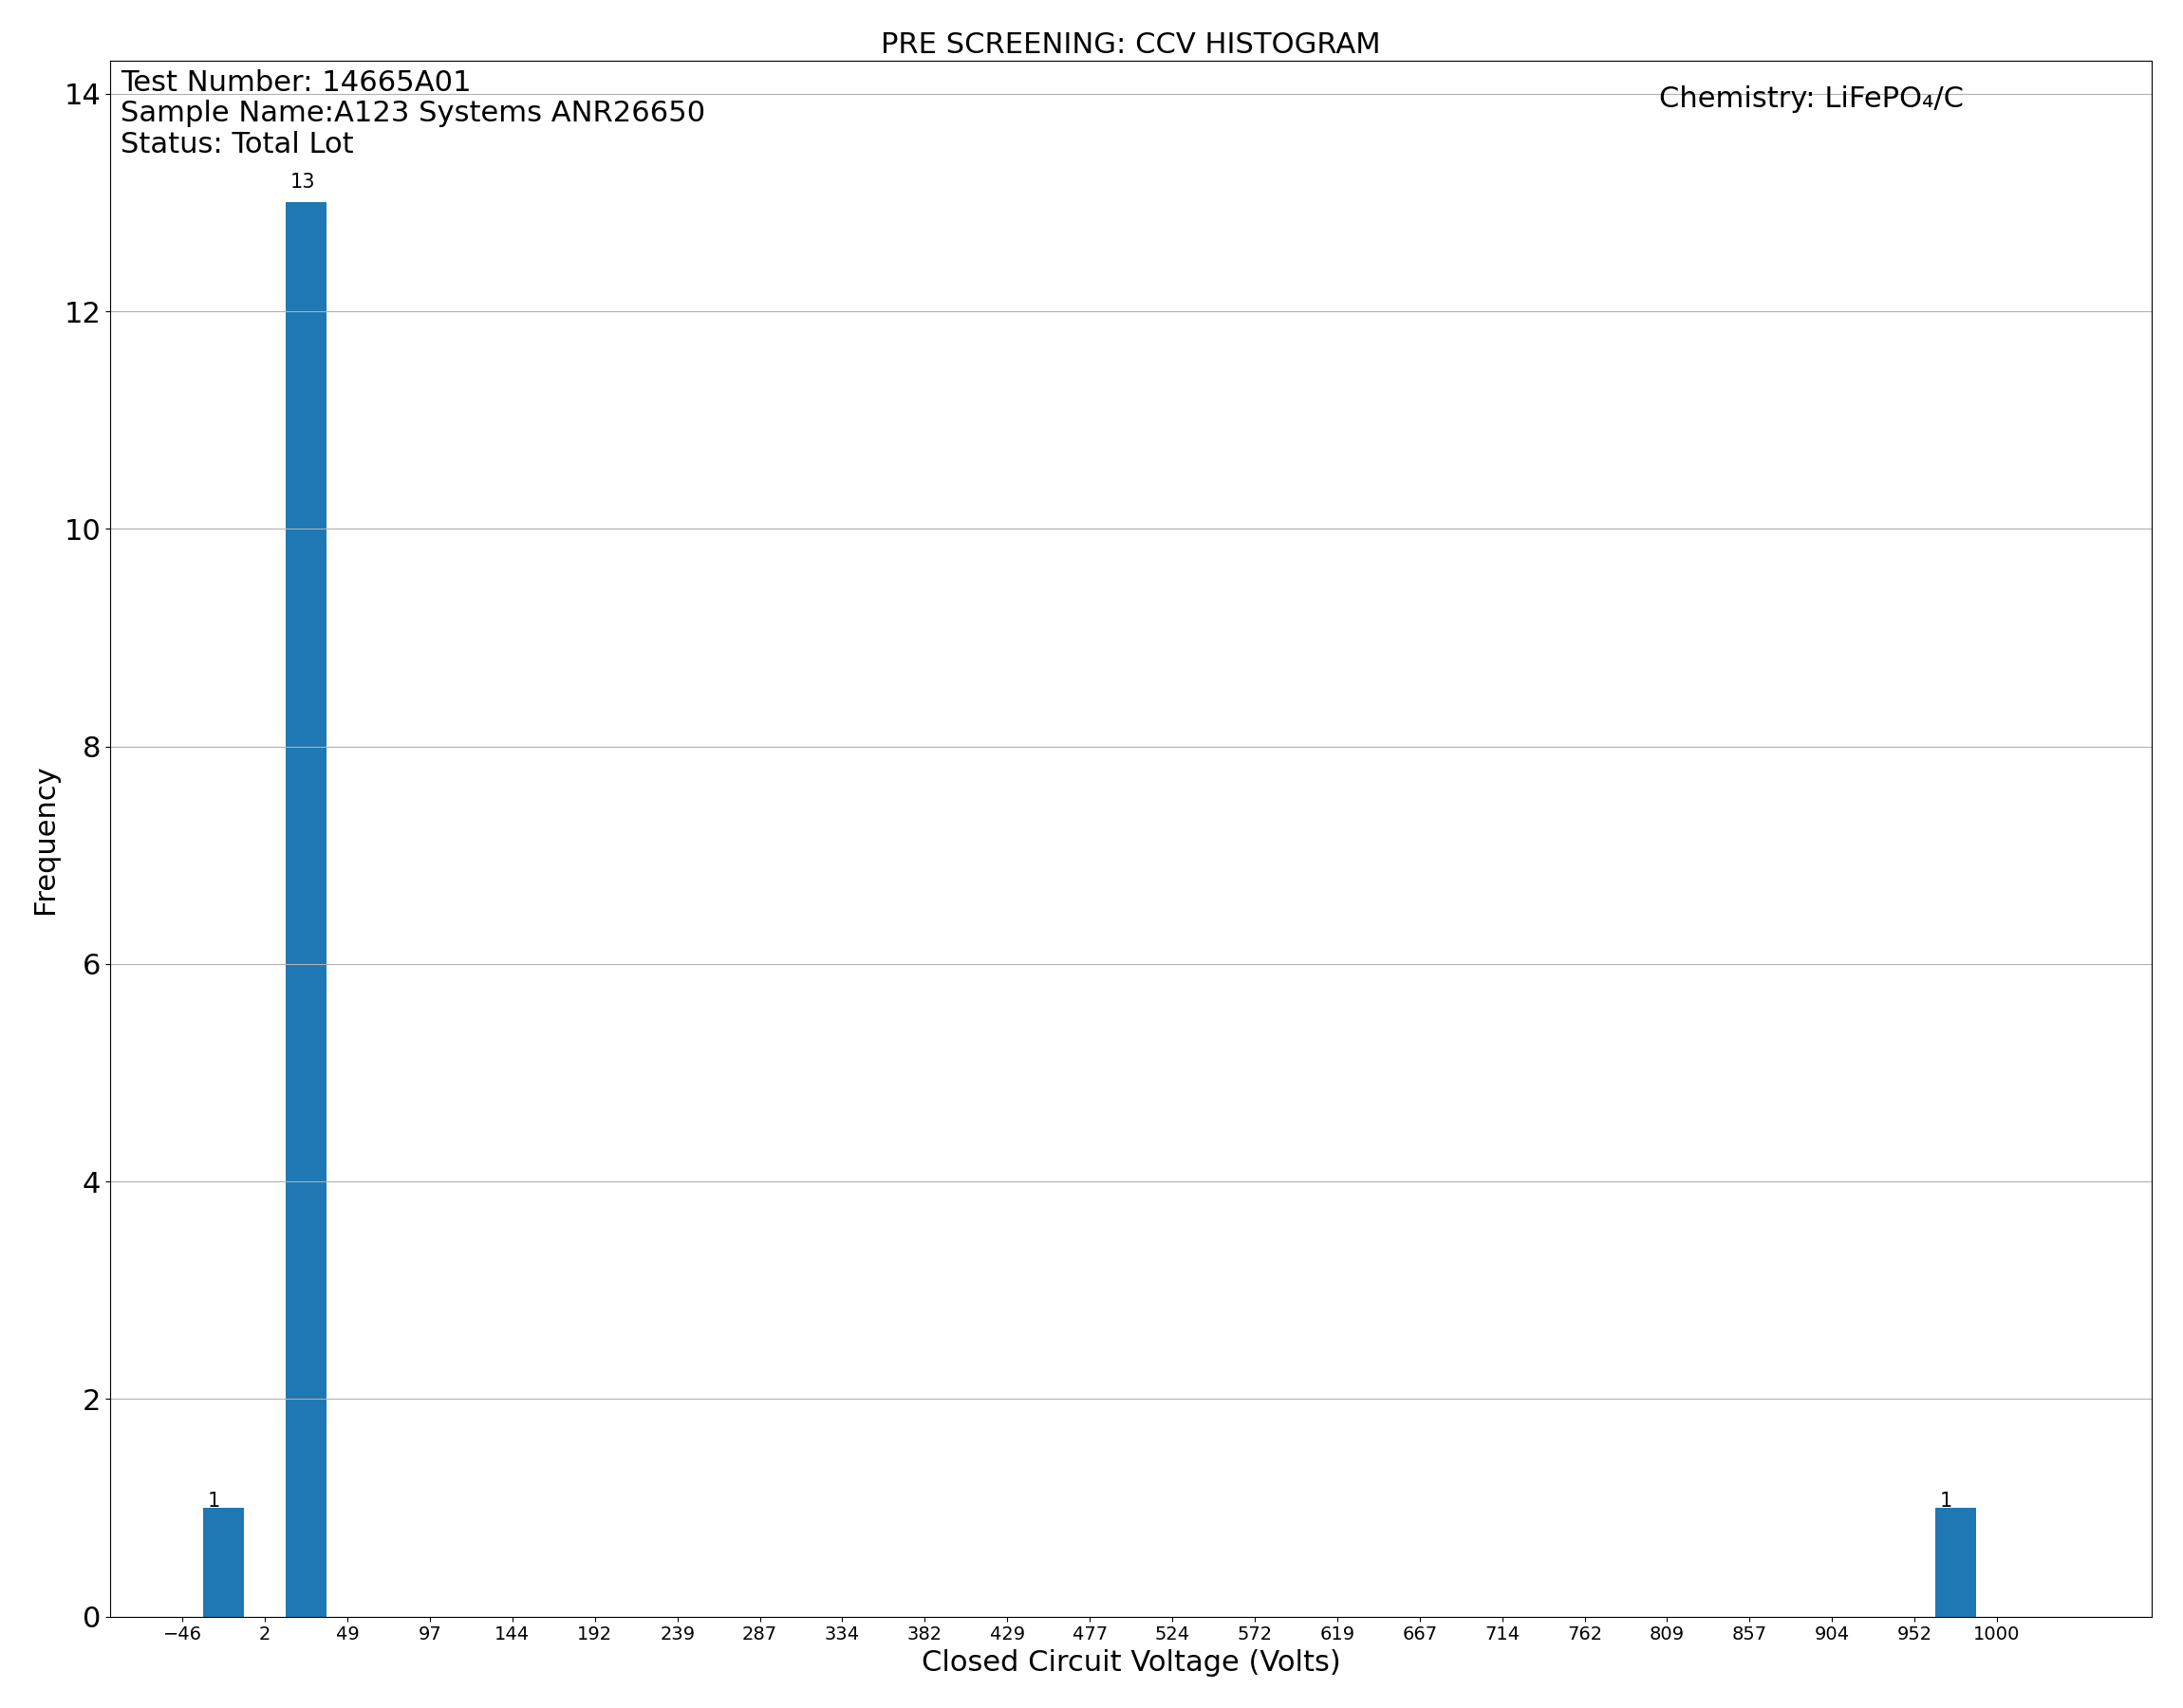 PRE SCREENING: CCV HISTOGRAM
Test Number: 14665A01
Sample Name:A123 Systems ANR26650
Status: Total Lot
Chemistry: LiFePO₄/C
14
12
10
8
6
4
2
0
Frequency
13
1
1
−46 2 49 97 144 192 239 287 334 382 429 477 524 572 619 667 714 762 809 857 904 952 1000
Closed Circuit Voltage (Volts)